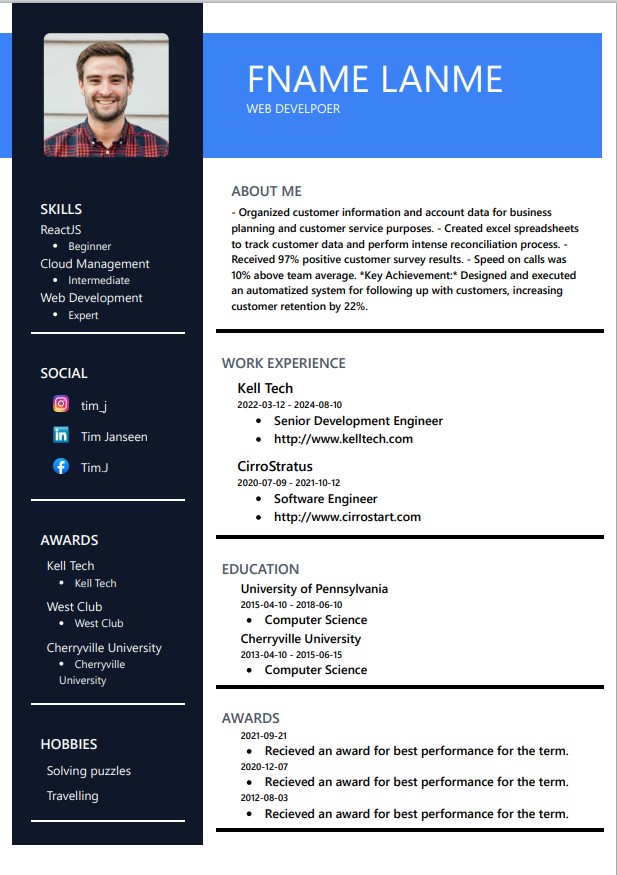 FNAME LANME
WEB DEVELPOER
SKILLS
ReactJS
• Beginner
Cloud Management
• Intermediate
Web Development
• Expert
SOCIAL
tim_j
Tim Janseen
Tim.J
AWARDS
Kell Tech
• Kell Tech
West Club
• West Club
Cherryville University
• Cherryville
University
HOBBIES
Solving puzzles
Travelling
ABOUT ME
- Organized customer information and account data for business
planning and customer service purposes. - Created excel spreadsheets
to track customer data and perform intense reconciliation process. -
Received 97% positive customer survey results. - Speed on calls was
10% above team average. *Key Achievement:* Designed and executed
an automatized system for following up with customers, increasing
customer retention by 22%.
WORK EXPERIENCE
Kell Tech
2022-03-12 - 2024-08-10
• Senior Development Engineer
• http://www.kelltech.com
CirroStratus
2020-07-09 - 2021-10-12
• Software Engineer
• http://www.cirrostart.com
EDUCATION
University of Pennsylvania
2015-04-10 - 2018-06-10
• Computer Science
Cherryville University
2013-04-10 - 2015-06-15
• Computer Science
AWARDS
2021-09-21
• Recieved an award for best performance for the term.
2020-12-07
• Recieved an award for best performance for the term.
2012-08-03
• Recieved an award for best performance for the term.